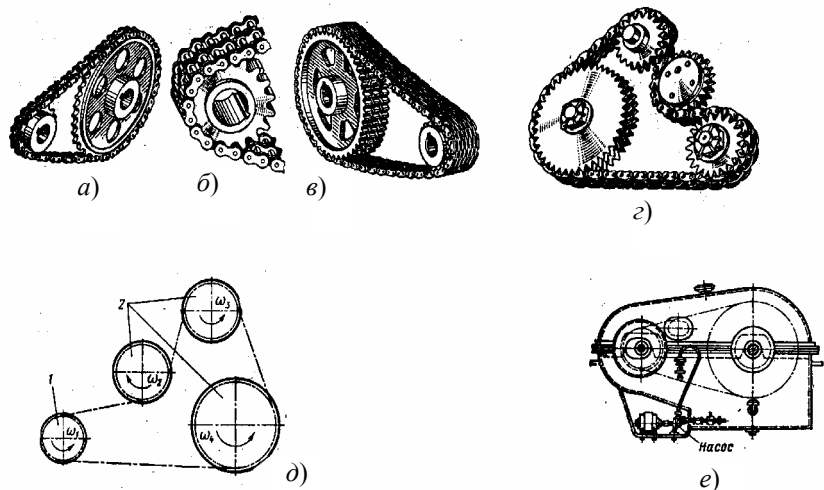 а) б) в) г)
2 ω₃
1 ω₂
ω₁ ω₄
д)
Насос
е)